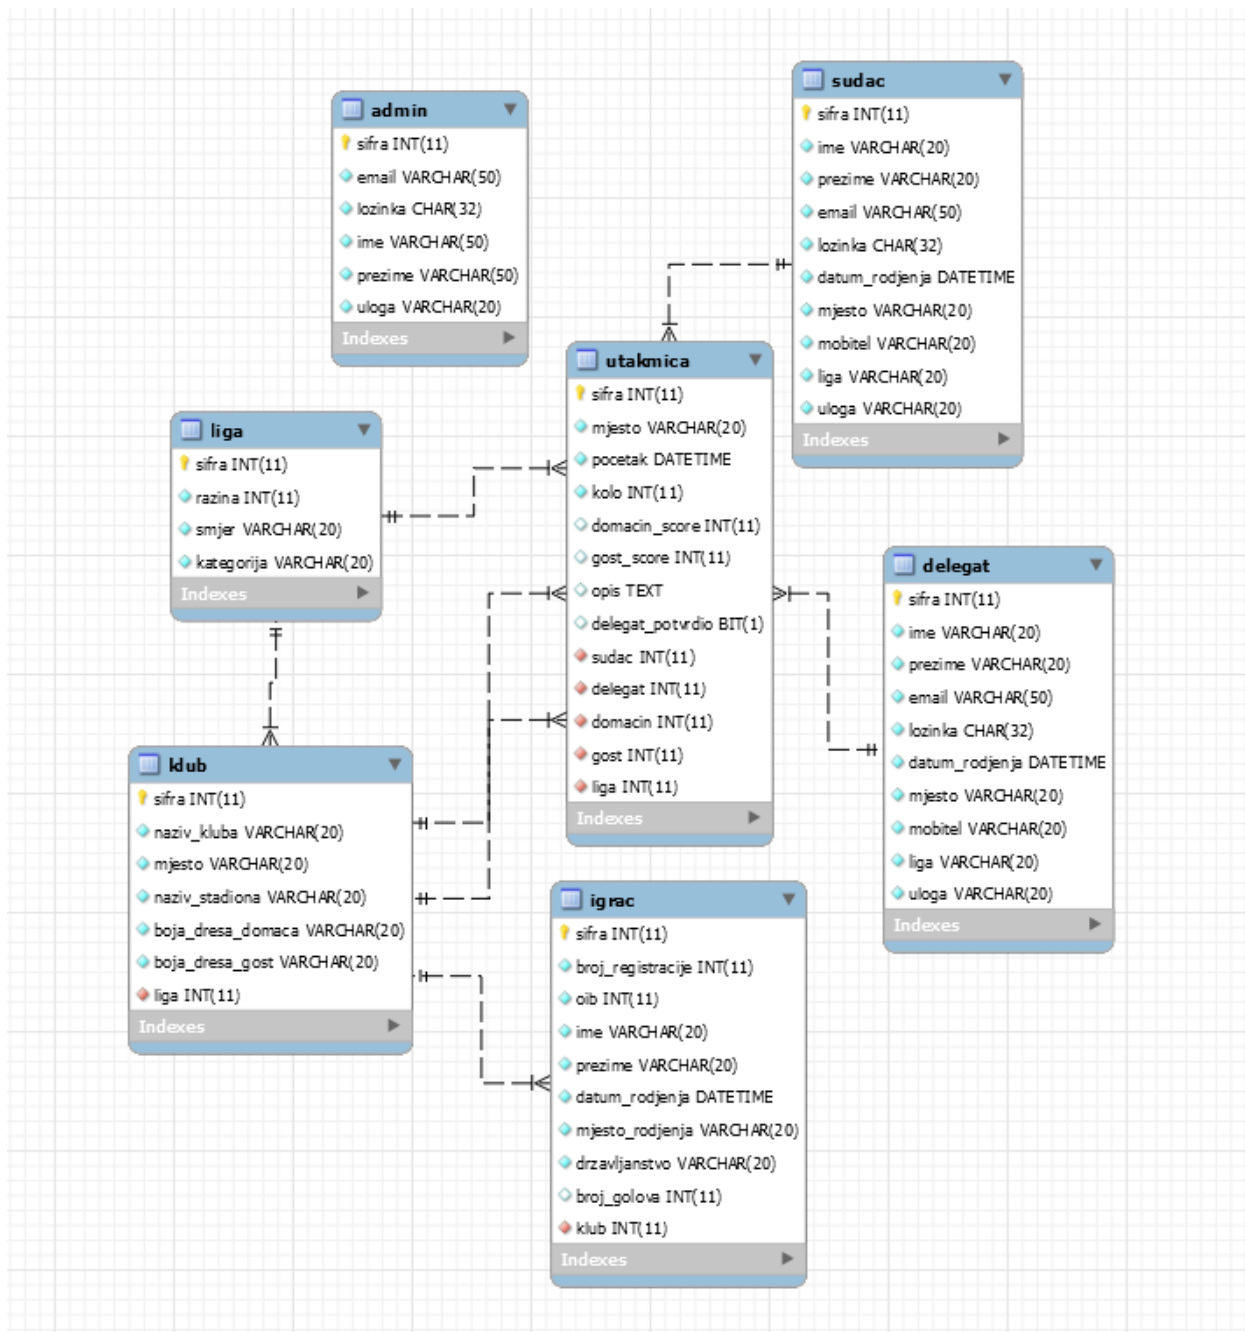 admin
sifra INT(11)
email VARCHAR(50)
lozinka CHAR(32)
ime VARCHAR(50)
prezime VARCHAR(50)
uloga VARCHAR(20)
Indexes
sudac
sifra INT(11)
ime VARCHAR(20)
prezime VARCHAR(20)
email VARCHAR(50)
lozinka CHAR(32)
datum_rodjenja DATETIME
mjesto VARCHAR(20)
mobitel VARCHAR(20)
liga VARCHAR(20)
uloga VARCHAR(20)
Indexes
utakmica
sifra INT(11)
mjesto VARCHAR(20)
pocetak DATETIME
kolo INT(11)
domacin_score INT(11)
gost_score INT(11)
opis TEXT
delegat_potvrdio BIT(1)
sudac INT(11)
delegat INT(11)
domacin INT(11)
gost INT(11)
liga INT(11)
Indexes
liga
sifra INT(11)
razina INT(11)
smjer VARCHAR(20)
kategorija VARCHAR(20)
Indexes
delegat
sifra INT(11)
ime VARCHAR(20)
prezime VARCHAR(20)
email VARCHAR(50)
lozinka CHAR(32)
datum_rodjenja DATETIME
mjesto VARCHAR(20)
mobitel VARCHAR(20)
liga VARCHAR(20)
uloga VARCHAR(20)
Indexes
klub
sifra INT(11)
naziv_kluba VARCHAR(20)
mjesto VARCHAR(20)
naziv_stadiona VARCHAR(20)
boja_dresa_domaca VARCHAR(20)
boja_dresa_gost VARCHAR(20)
liga INT(11)
Indexes
igrac
sifra INT(11)
broj_registracije INT(11)
oib INT(11)
ime VARCHAR(20)
prezime VARCHAR(20)
datum_rodjenja DATETIME
mjesto_rodjenja VARCHAR(20)
drzavljanstvo VARCHAR(20)
broj_golova INT(11)
klub INT(11)
Indexes